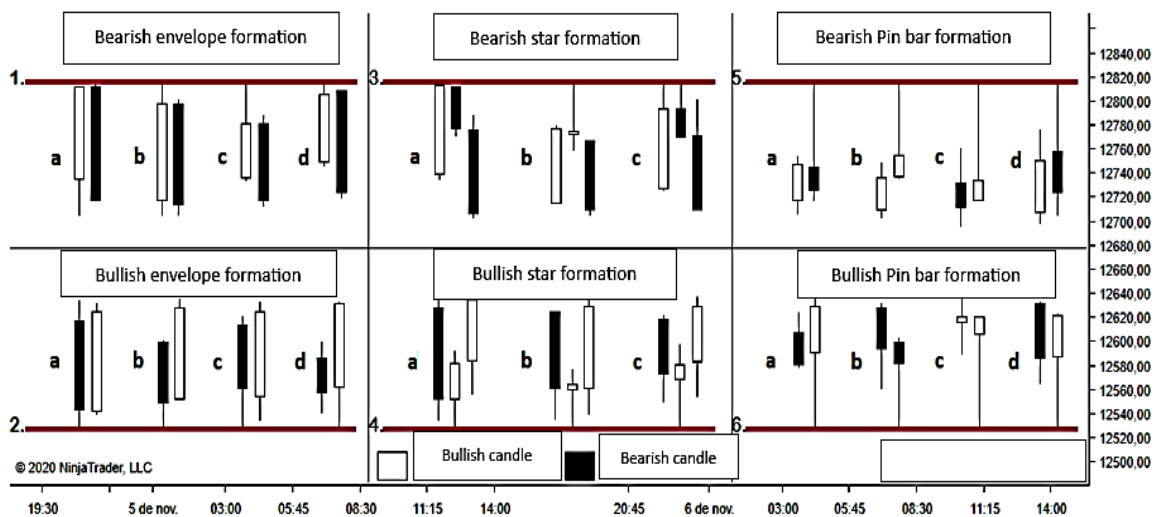 Bearish envelope formation
Bearish star formation
Bearish Pin bar formation
1.
3.
5.
a
b
c
d
a
b
c
a
b
c
d
Bullish envelope formation
Bullish star formation
Bullish Pin bar formation
a
b
c
d
a
b
c
a
b
c
d
2.
4.
6.
Bullish candle
Bearish candle
© 2020 NinjaTrader, LLC
12840,00
12820,00
12800,00
12780,00
12760,00
12740,00
12720,00
12700,00
12680,00
12660,00
12640,00
12620,00
12600,00
12580,00
12560,00
12540,00
12520,00
12500,00
19:30
5 de nov.
03:00
05:45
08:30
11:15
14:00
20:45
6 de nov.
03:00
05:45
08:30
11:15
14:00